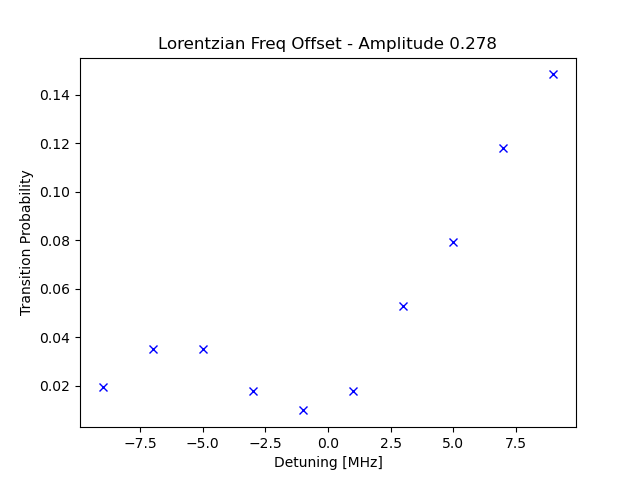 Lorentzian Freq Offset - Amplitude 0.278
Transition Probability
0.14
0.12
0.10
0.08
0.06
0.04
0.02
−7.5 −5.0 −2.5 0.0 2.5 5.0 7.5
Detuning [MHz]